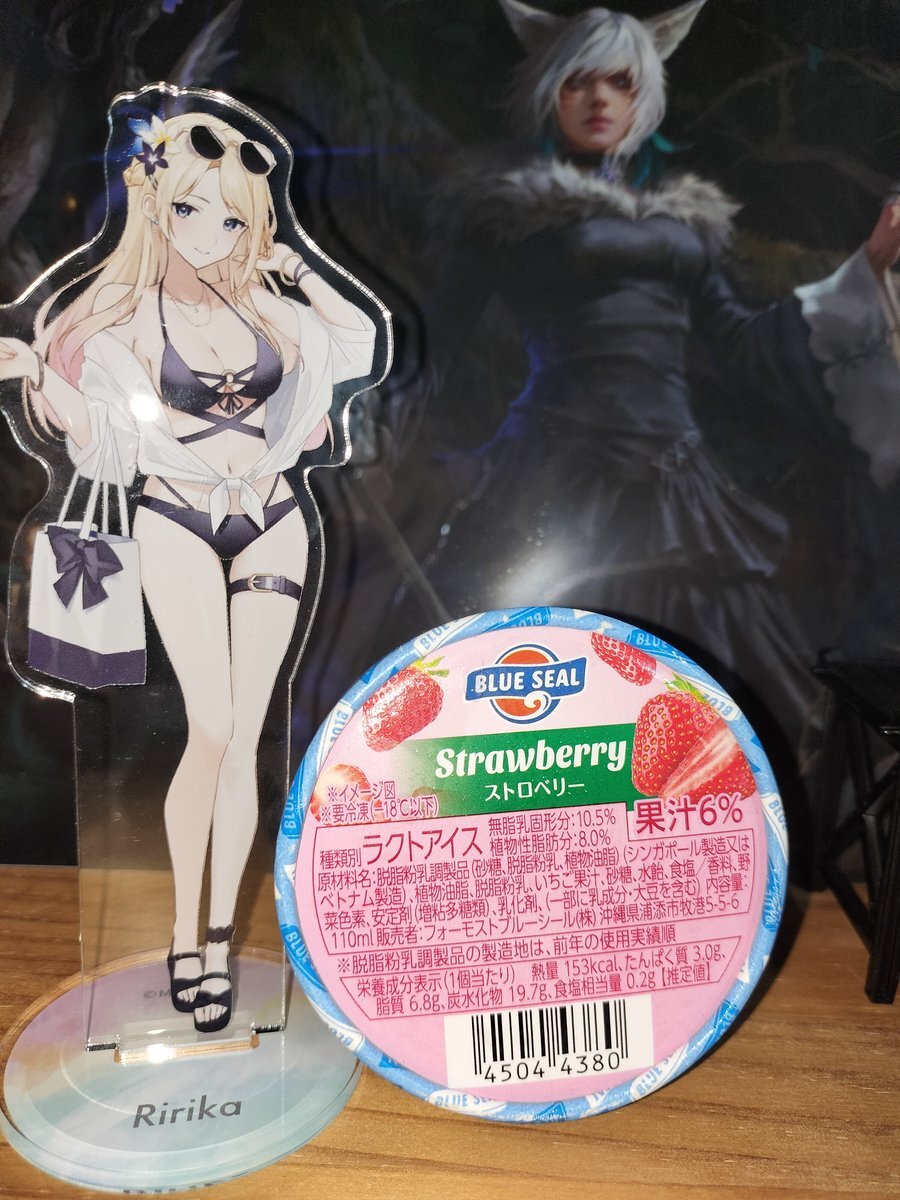 BLUE SEAL
Strawberry
ストロベリー
※イメージ図
※要冷凍(−18℃以下)
果汁6%
種類別 ラクトアイス
無脂乳固形分:10.5%
植物性脂肪分:8.0%
原材料名:脱脂粉乳調製品(砂糖、脱脂粉乳、植物油脂)(シンガポール製造又は
ベトナム製造)、植物油脂、脱脂粉乳、いちご果汁、砂糖、水飴、食塩/香料、野
菜色素、安定剤(増粘多糖類)、乳化剤、(一部に乳成分・大豆を含む) 内容量:
110ml 販売者:フォーモストブルーシール(株) 沖縄県浦添市牧港5-5-6
※脱脂粉乳調製品の製造地は、前年の使用実績順
栄養成分表示(1個当たり) 熱量 153kcal、たんぱく質 3.0g、
脂質 6.8g、炭水化物 19.7g、食塩相当量 0.2g【推定値】
4504 4380
Ririka